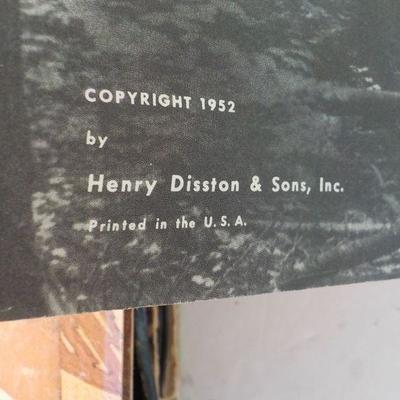 COPYRIGHT 1952
by
Henry Disston & Sons, Inc.
Printed in the U.S.A.